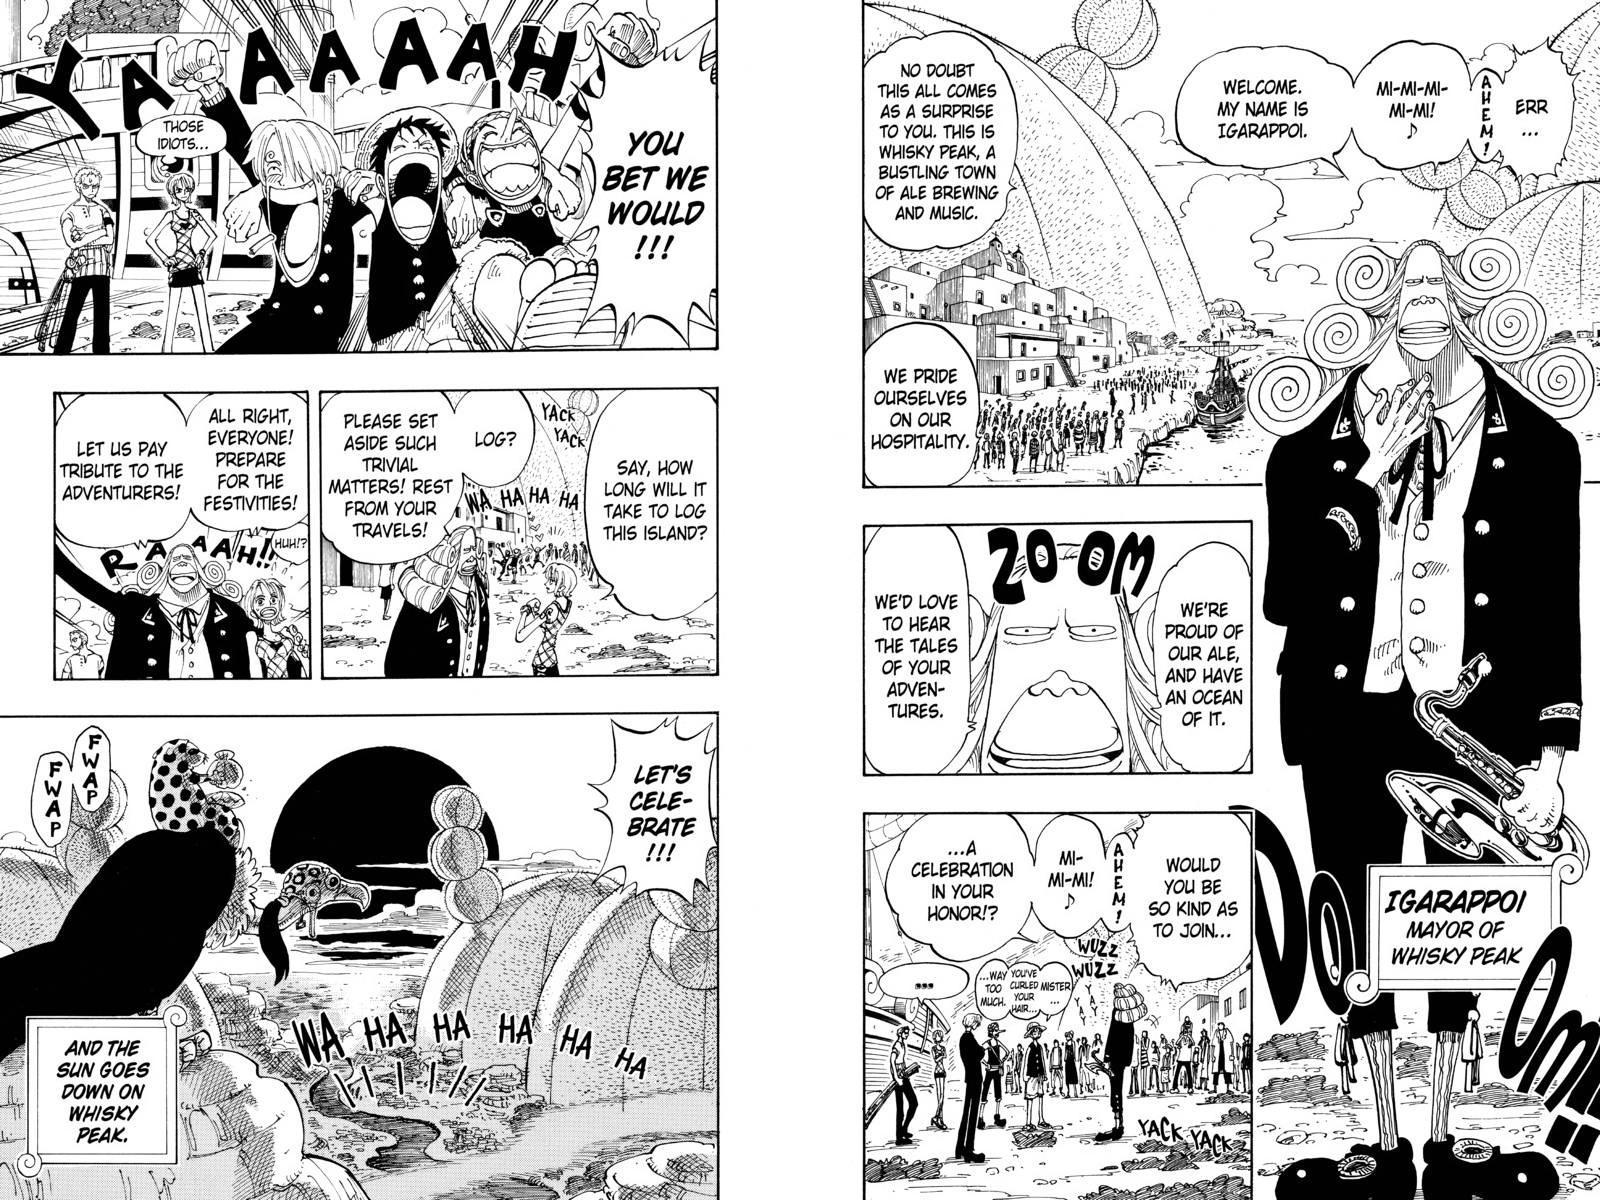 ERR
...
AHEM!
MI-MI-MI-
MI-MI!
♪
WELCOME.
MY NAME IS
IGARAPPOI.
NO DOUBT
THIS ALL COMES
AS A SURPRISE
TO YOU. THIS IS
WHISKY PEAK, A
BUSTLING TOWN
OF ALE BREWING
AND MUSIC.
WE PRIDE
OURSELVES
ON OUR
HOSPITALITY.
DO OM!!
IGARAPPOI
MAYOR OF
WHISKY PEAK
WE'RE
PROUD OF
OUR ALE,
AND HAVE
AN OCEAN
OF IT.
ZO-OM
WE'D LOVE
TO HEAR
THE TALES
OF YOUR
ADVEN-
TURES.
WOULD
YOU BE
SO KIND AS
TO JOIN...
AHEM!
MI-
MI-MI!
♪
...A
CELEBRATION
IN YOUR
HONOR!?
WUZZ
WUZZ
YAY
MISTER
...
YOU'VE
CURLED
YOUR
HAIR...
...WAY
TOO
MUCH.
...
YACK YACK
YAAAAAH!
YOU
BET WE
WOULD
!!!
THOSE
IDIOTS...
SAY, HOW
LONG WILL IT
TAKE TO LOG
THIS ISLAND?
YACK
YACK
WA HA HA HA
LOG?
PLEASE SET
ASIDE SUCH
TRIVIAL
MATTERS! REST
FROM YOUR
TRAVELS!
ALL RIGHT,
EVERYONE!
PREPARE
FOR THE
FESTIVITIES!
LET US PAY
TRIBUTE TO THE
ADVENTURERS!
RAAAH!!
HUH!?
LET'S
CELE-
BRATE
!!!
FWAP
FWAP
WA HA HA HA HA HA
AND THE
SUN GOES
DOWN ON
WHISKY
PEAK.